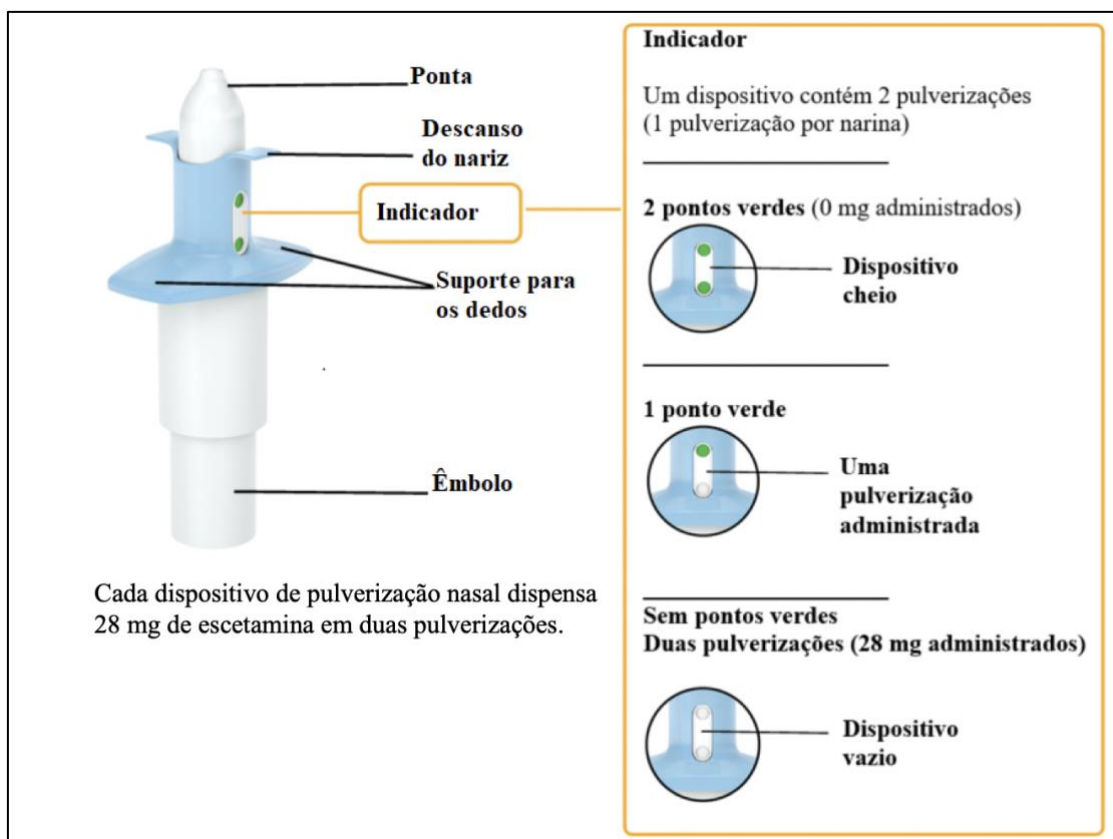 Ponta
Descanso
do nariz
Indicador
Suporte para
os dedos
Êmbolo
Cada dispositivo de pulverização nasal dispensa
28 mg de escetamina em duas pulverizações.
Indicador
Um dispositivo contém 2 pulverizações
(1 pulverização por narina)
2 pontos verdes (0 mg administrados)
Dispositivo
cheio
1 ponto verde
Uma
pulverização
administrada
Sem pontos verdes
Duas pulverizações (28 mg administrados)
Dispositivo
vazio